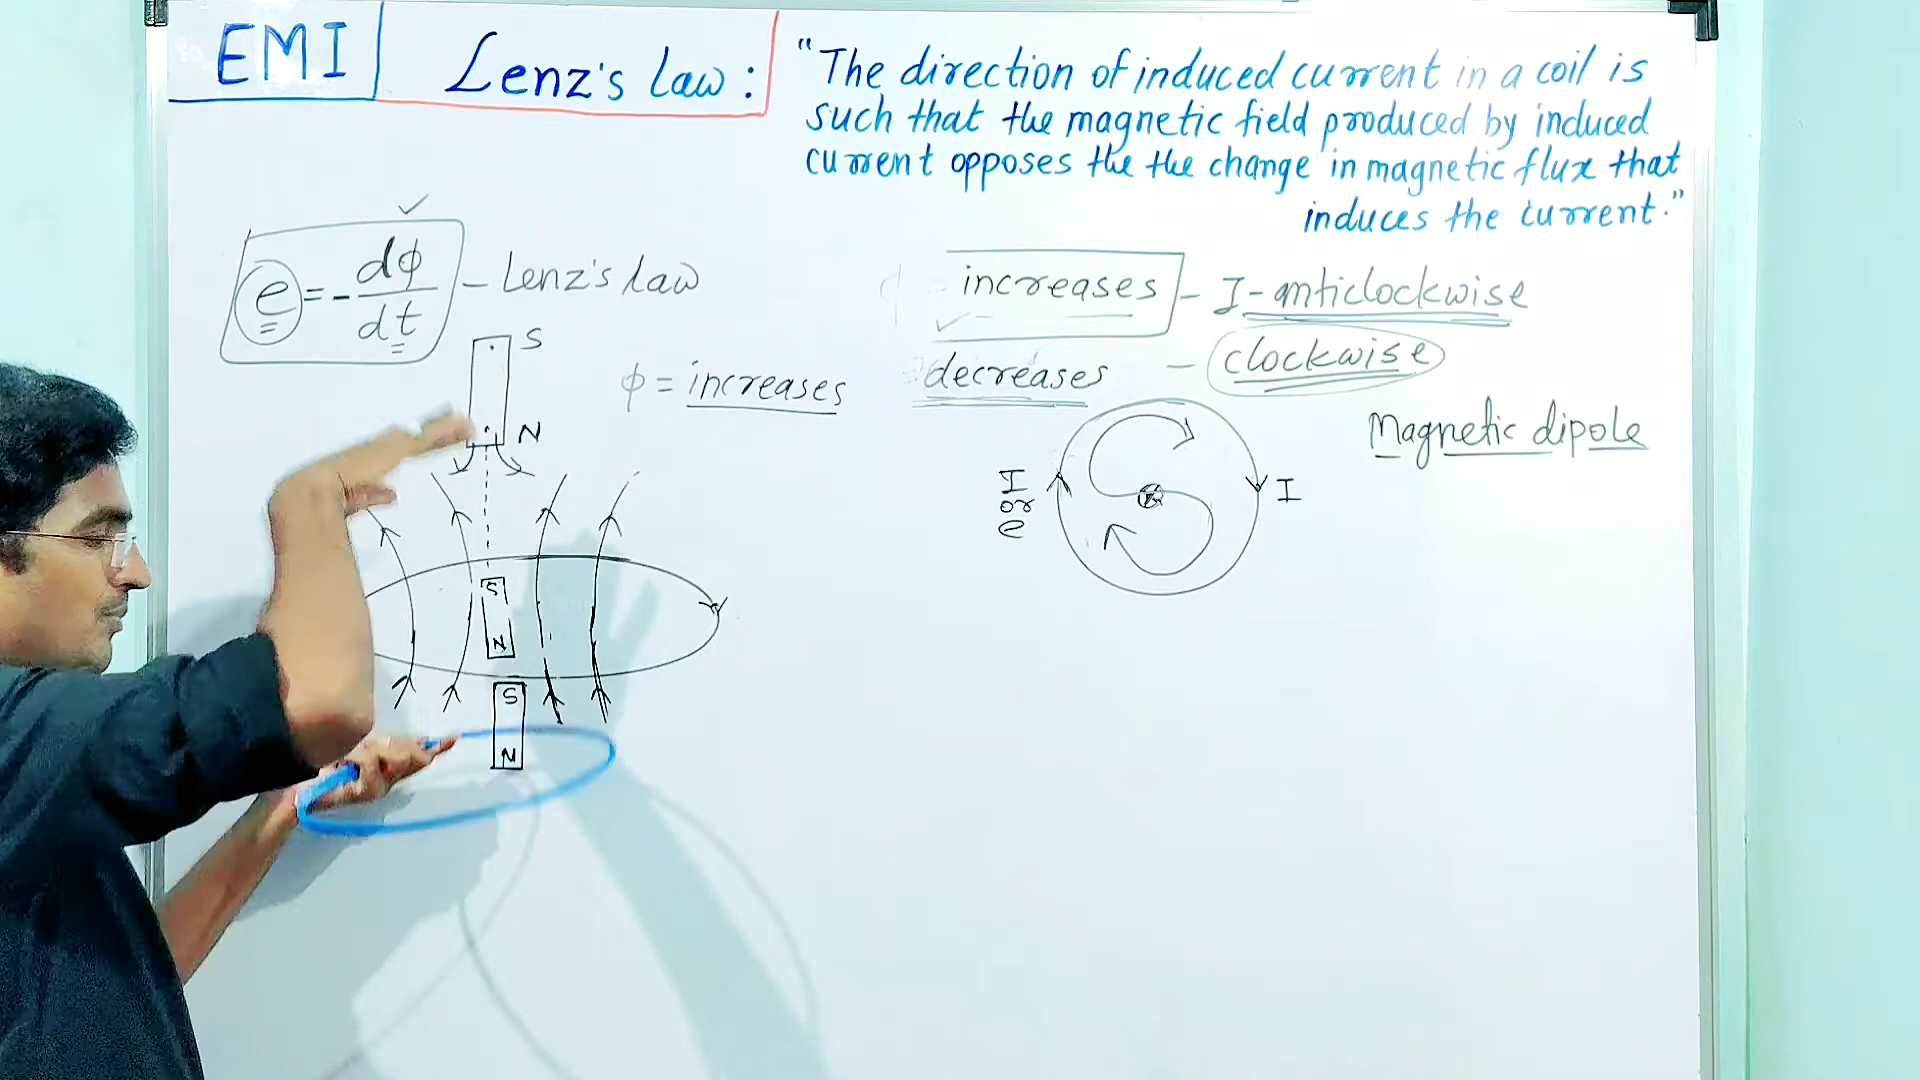 EMI
Lenz's law:
"The direction of induced current in a coil is
such that the magnetic field produced by induced
current opposes the the change in magnetic flux that
induces the current."
e = - dϕ/dt - Lenz's law
increases - I - anticlockwise
decreases - clockwise
ϕ = increases
S
N
Magnetic dipole
I
or
e
I
S
N
S
N